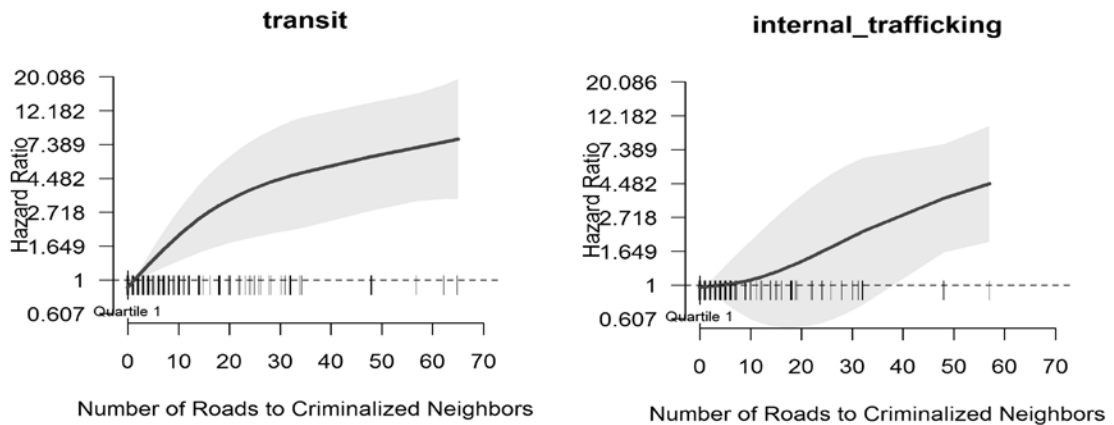 transit
20.086
12.182
7.389
4.482
2.718
1.649
1
0.607
Hazard Ratio
Quartile 1
0 10 20 30 40 50 60 70
Number of Roads to Criminalized Neighbors
internal_trafficking
20.086
12.182
7.389
4.482
2.718
1.649
1
0.607
Hazard Ratio
Quartile 1
0 10 20 30 40 50 60 70
Number of Roads to Criminalized Neighbors